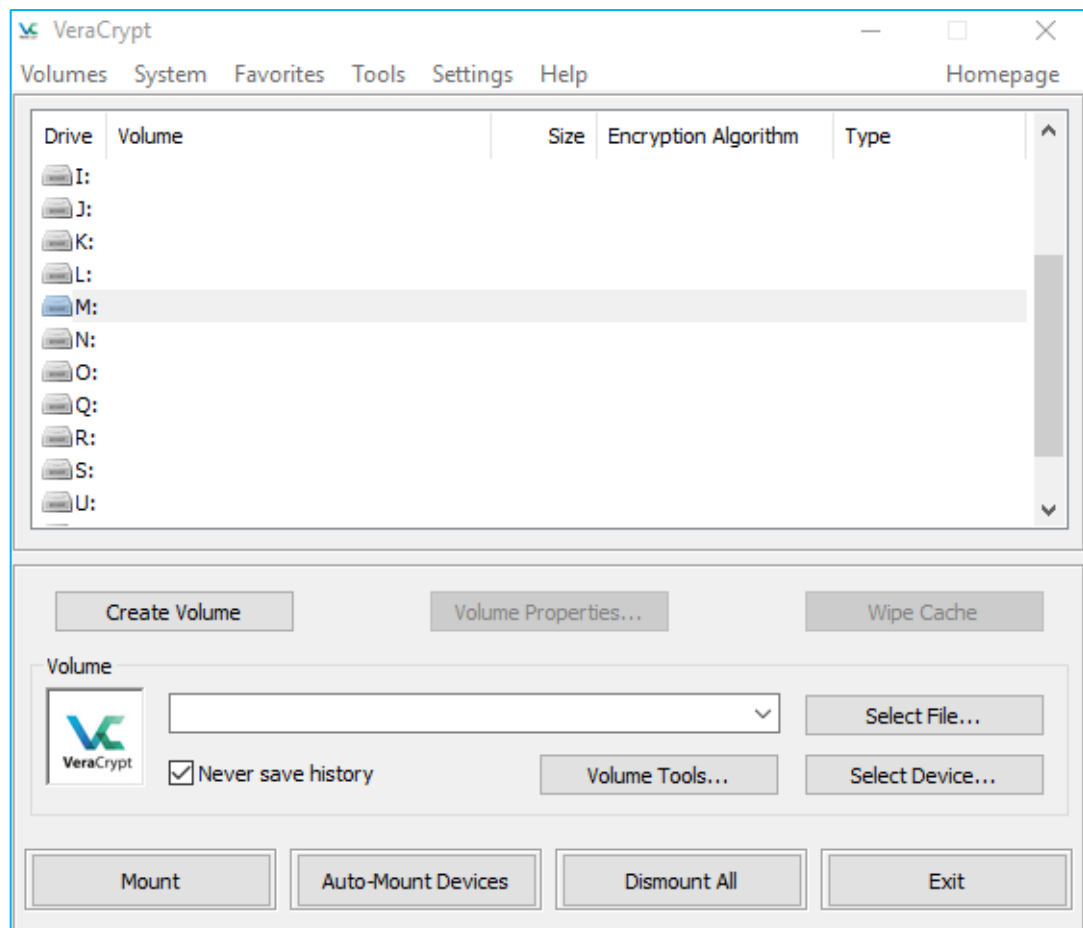 VeraCrypt
Volumes System Favorites Tools Settings Help Homepage
Drive Volume Size Encryption Algorithm Type
I:
J:
K:
L:
M:
N:
O:
Q:
R:
S:
U:
Create Volume Volume Properties... Wipe Cache
Volume
VeraCrypt
Select File...
Never save history Volume Tools... Select Device...
Mount Auto-Mount Devices Dismount All Exit